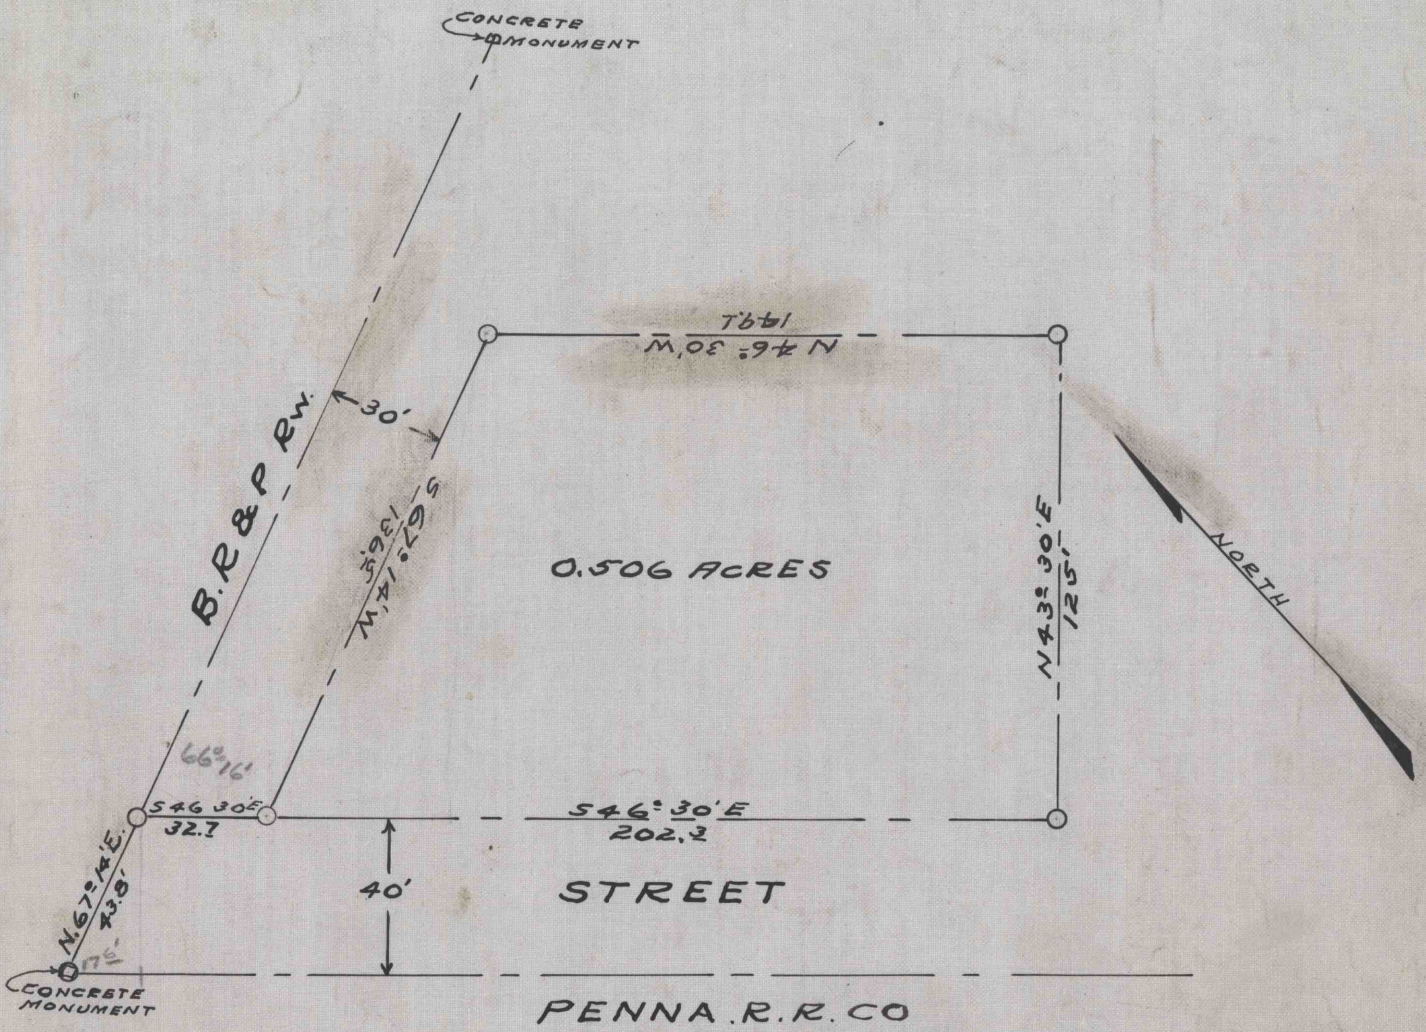 CONCRETE
MONUMENT
149.7
N 46° 30' W
30'
B. R & P RW.
S 67° 14' W
136.5
0.506 ACRES
N 43° 30' E
125'
NORTH
66° 16'
S 46 30' E
32.7
S 46° 30' E
202.3
N. 67° 14' E.
43.8'
40'
STREET
CONCRETE
MONUMENT
PENNA. R. R. CO